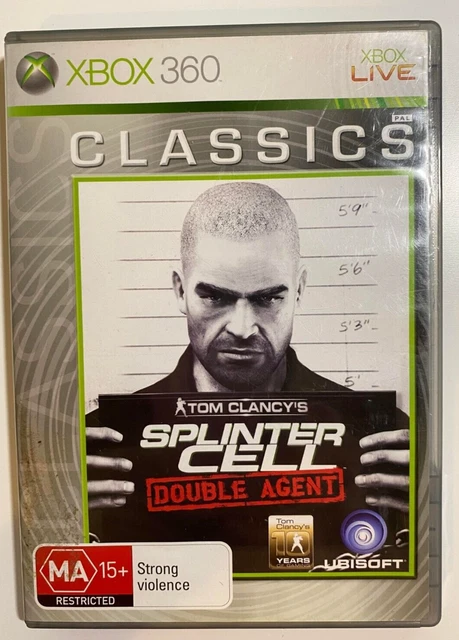 XBOX 360
XBOX
LIVE
PAL
CLASSICS
5'9"
5'6"
5'3"
5'
TOM CLANCY'S
SPLINTER
CELL
DOUBLE AGENT
Tom
Clancy's
10
YEARS
UBISOFT
MA 15+
RESTRICTED
Strong
violence